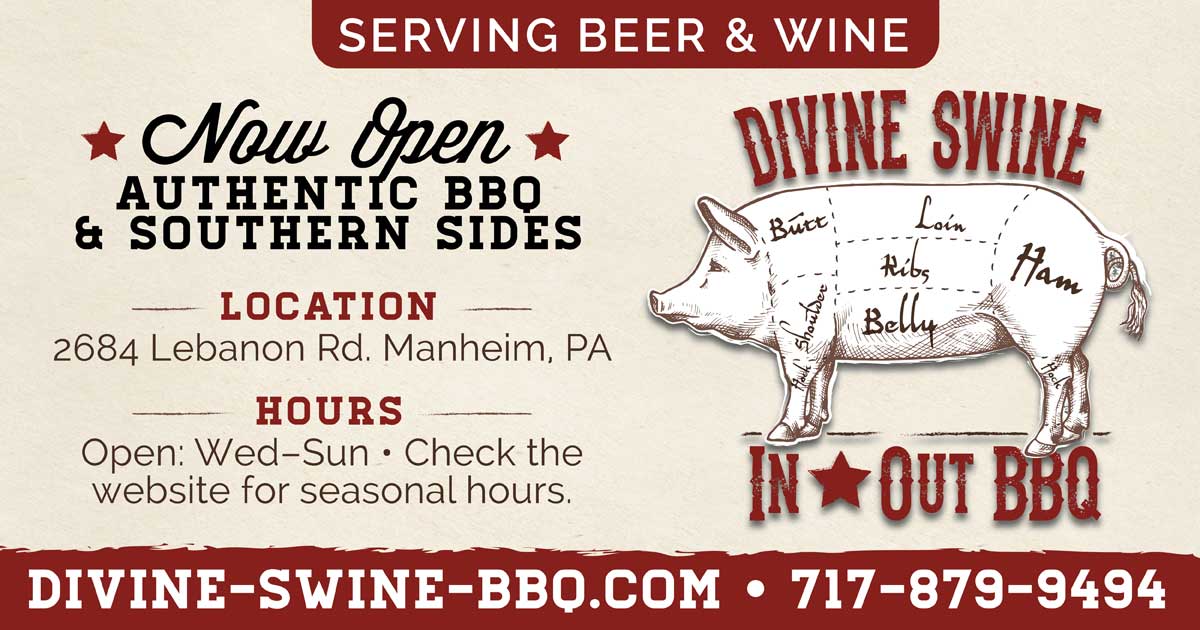 SERVING BEER & WINE
Now Open
AUTHENTIC BBQ
& SOUTHERN SIDES
LOCATION
2684 Lebanon Rd. Manheim, PA
HOURS
Open: Wed–Sun • Check the
website for seasonal hours.
DIVINE SWINE
Butt
Loin
Ribs
Ham
Shoulder
Belly
Hock
Hock
IN ★ OUT BBQ
DIVINE-SWINE-BBQ.COM • 717-879-9494